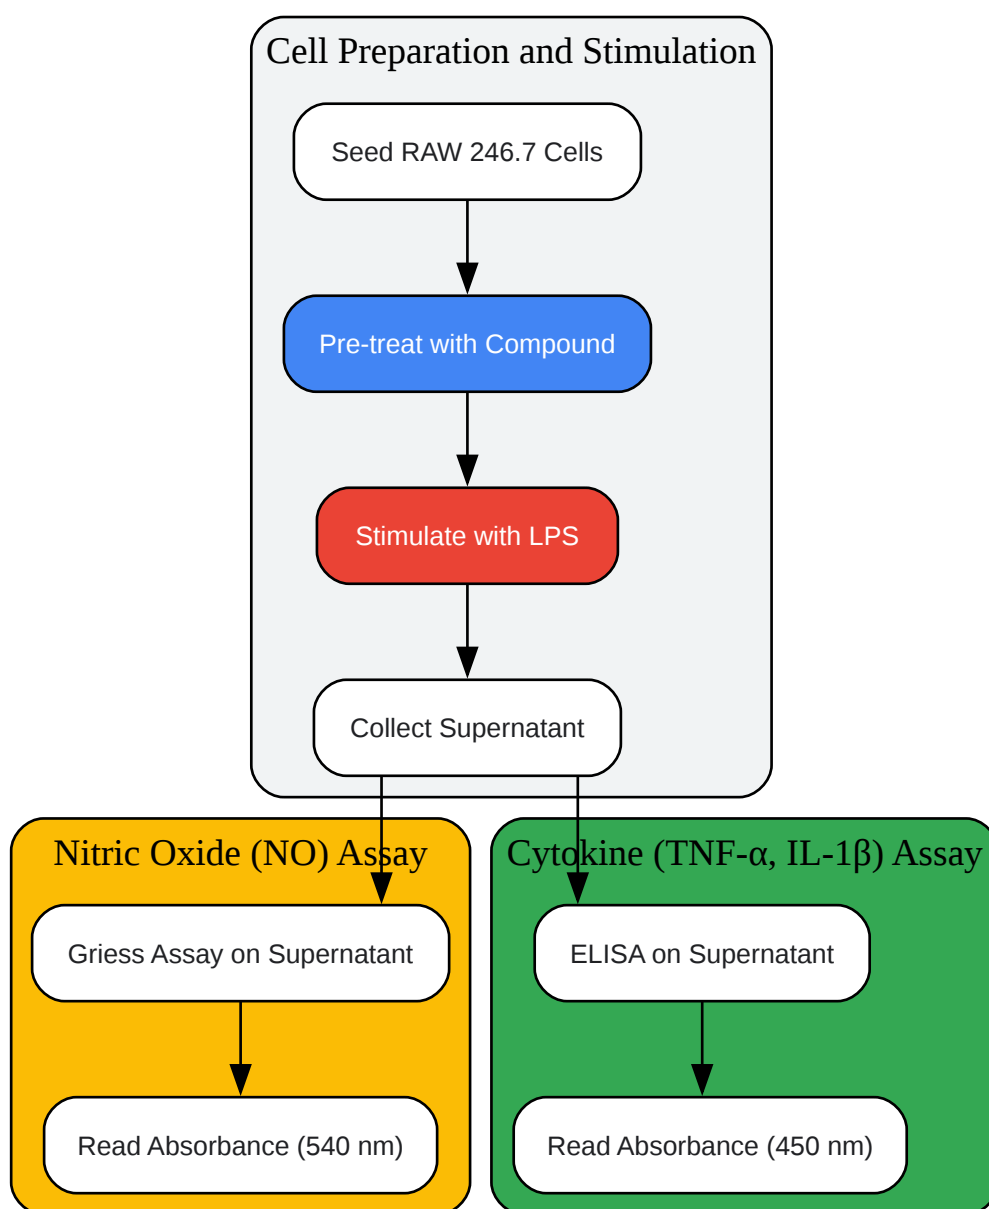 Cell Preparation and Stimulation
Seed RAW 246.7 Cells
Pre-treat with Compound
Stimulate with LPS
Collect Supernatant
Nitric Oxide (NO) Assay
Griess Assay on Supernatant
Read Absorbance (540 nm)
Cytokine (TNF-α, IL-1β) Assay
ELISA on Supernatant
Read Absorbance (450 nm)